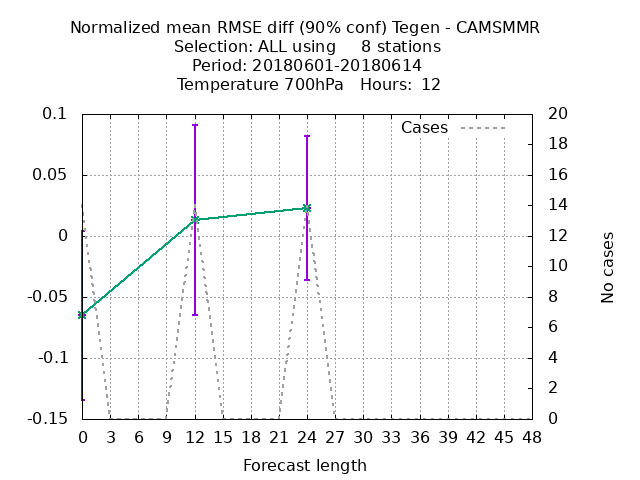 Normalized mean RMSE diff (90% conf) Tegen - CAMSMMR
Selection: ALL using     8 stations
Period: 20180601-20180614
Temperature 700hPa   Hours:  12
Cases
0.1
0.05
0
-0.05
-0.1
-0.15
20
18
16
14
12
10
8
6
4
2
0
No cases
0 3 6 9 12 15 18 21 24 27 30 33 36 39 42 45 48
Forecast length